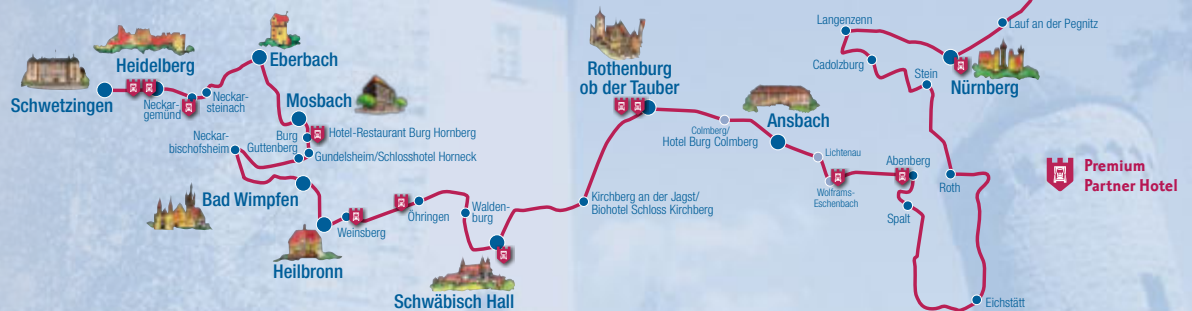 Schwetzingen
Heidelberg
Neckar-
gemünd
Neckar-
steinach
Eberbach
Mosbach
Hotel-Restaurant Burg Hornberg
Burg
Guttenberg
Gundelsheim/Schlosshotel Horneck
Neckar-
bischofsheim
Bad Wimpfen
Heilbronn
Weinsberg
Öhringen
Walden-
burg
Schwäbisch Hall
Kirchberg an der Jagst/
Biohotel Schloss Kirchberg
Rothenburg
ob der Tauber
Colmberg/
Hotel Burg Colmberg
Ansbach
Lichtenau
Wolframs-
Eschenbach
Abenberg
Spalt
Eichstätt
Roth
Stein
Cadolzburg
Langenzenn
Nürnberg
Lauf an der Pegnitz
Premium
Partner Hotel